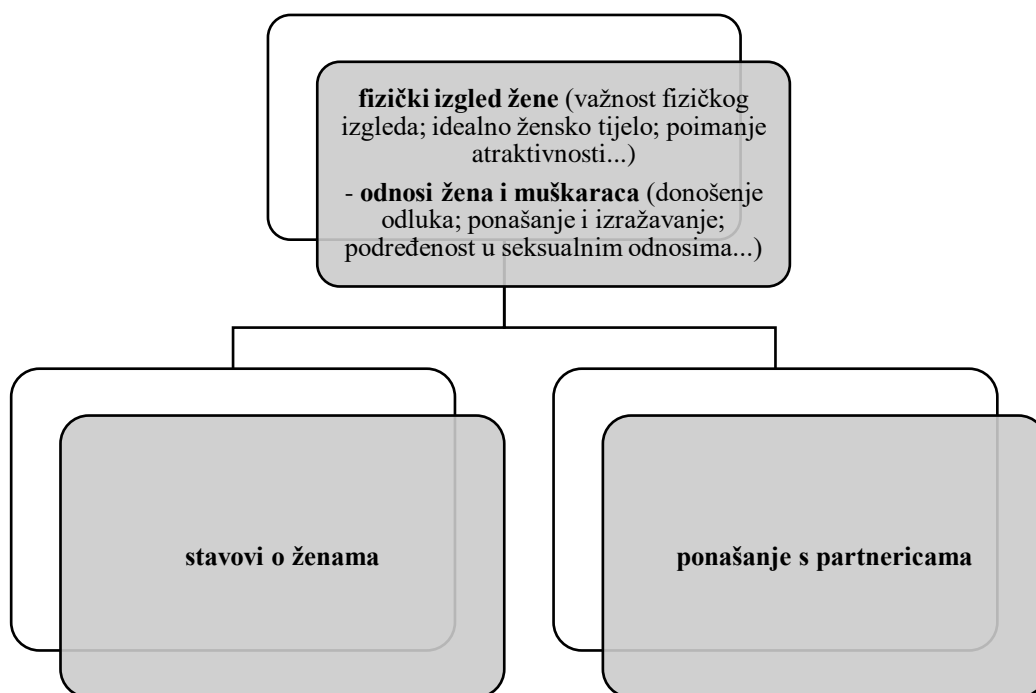 fizički izgled žene (važnost fizičkog
izgleda; idealno žensko tijelo; poimanje
atraktivnosti...)
- odnosi žena i muškaraca (donošenje
odluka; ponašanje i izražavanje;
podređenost u seksualnim odnosima...)
stavovi o ženama
ponašanje s partnericama